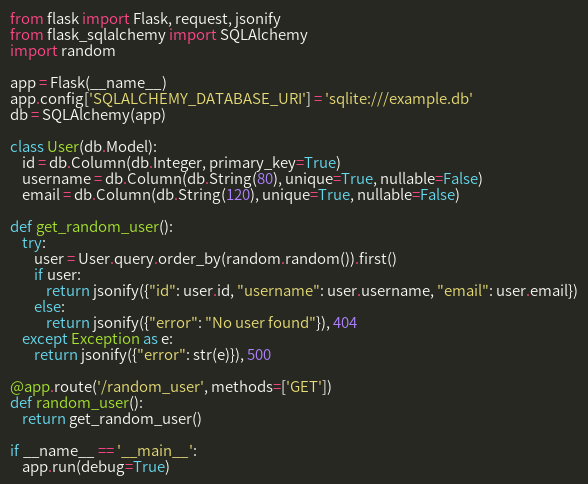 from flask import Flask, request, jsonify
from flask_sqlalchemy import SQLAlchemy
import random

app = Flask(__name__)
app.config['SQLALCHEMY_DATABASE_URI'] = 'sqlite:///example.db'
db = SQLAlchemy(app)

class User(db.Model):
    id = db.Column(db.Integer, primary_key=True)
    username = db.Column(db.String(80), unique=True, nullable=False)
    email = db.Column(db.String(120), unique=True, nullable=False)

def get_random_user():
    try:
        user = User.query.order_by(random.random()).first()
        if user:
            return jsonify({"id": user.id, "username": user.username, "email": user.email})
        else:
            return jsonify({"error": "No user found"}), 404
    except Exception as e:
        return jsonify({"error": str(e)}), 500

@app.route('/random_user', methods=['GET'])
def random_user():
    return get_random_user()

if __name__ == '__main__':
    app.run(debug=True)